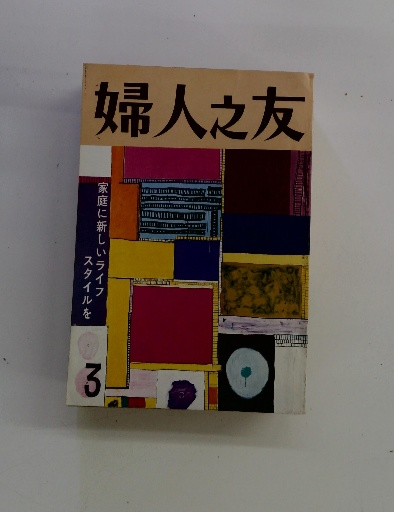 婦人之友
家庭に新しいライフ
スタイルを
3